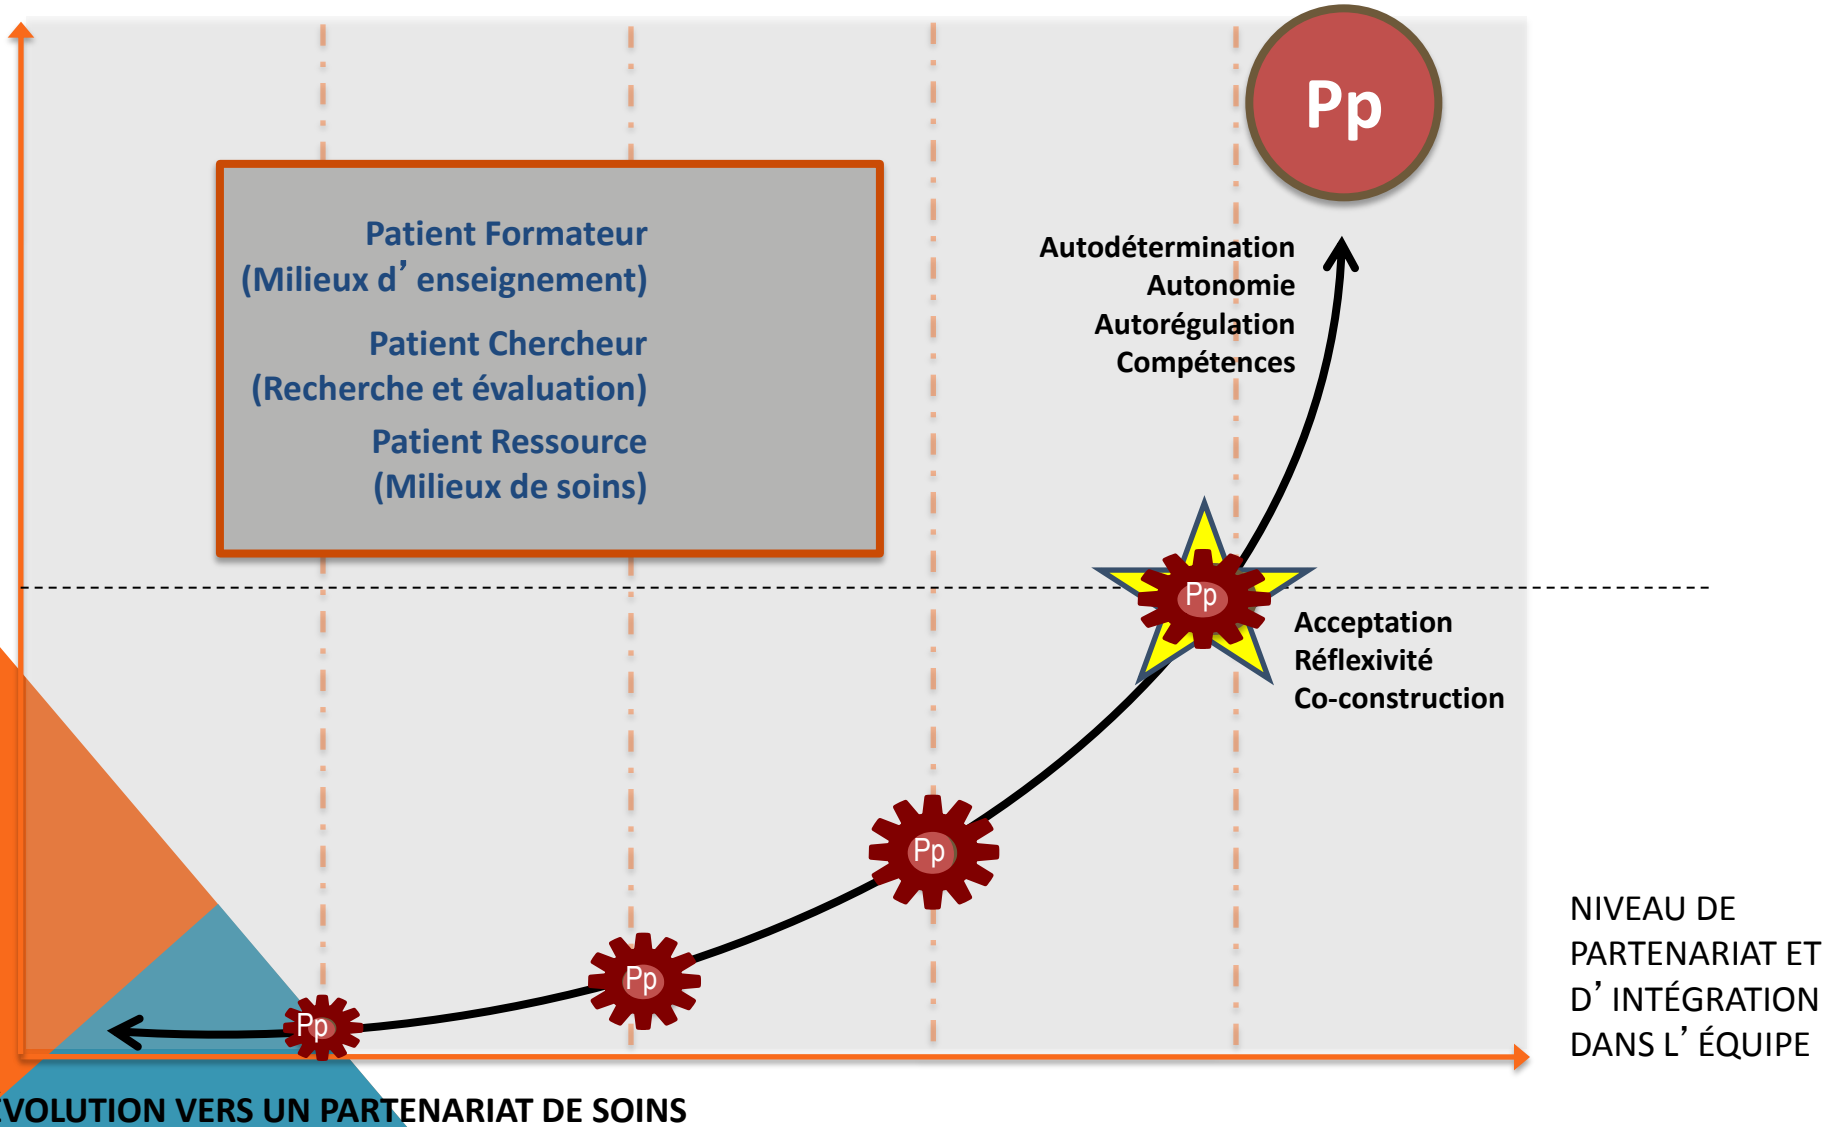 Pp
Patient Formateur
(Milieux d’ enseignement)
Patient Chercheur
(Recherche et évaluation)
Patient Ressource
(Milieux de soins)
Autodétermination
Autonomie
Autorégulation
Compétences
Pp
Acceptation
Réflexivité
Co-construction
Pp
Pp
Pp
NIVEAU DE
PARTENARIAT ET
D’ INTÉGRATION
DANS L’ ÉQUIPE
ÉVOLUTION VERS UN PARTENARIAT DE SOINS